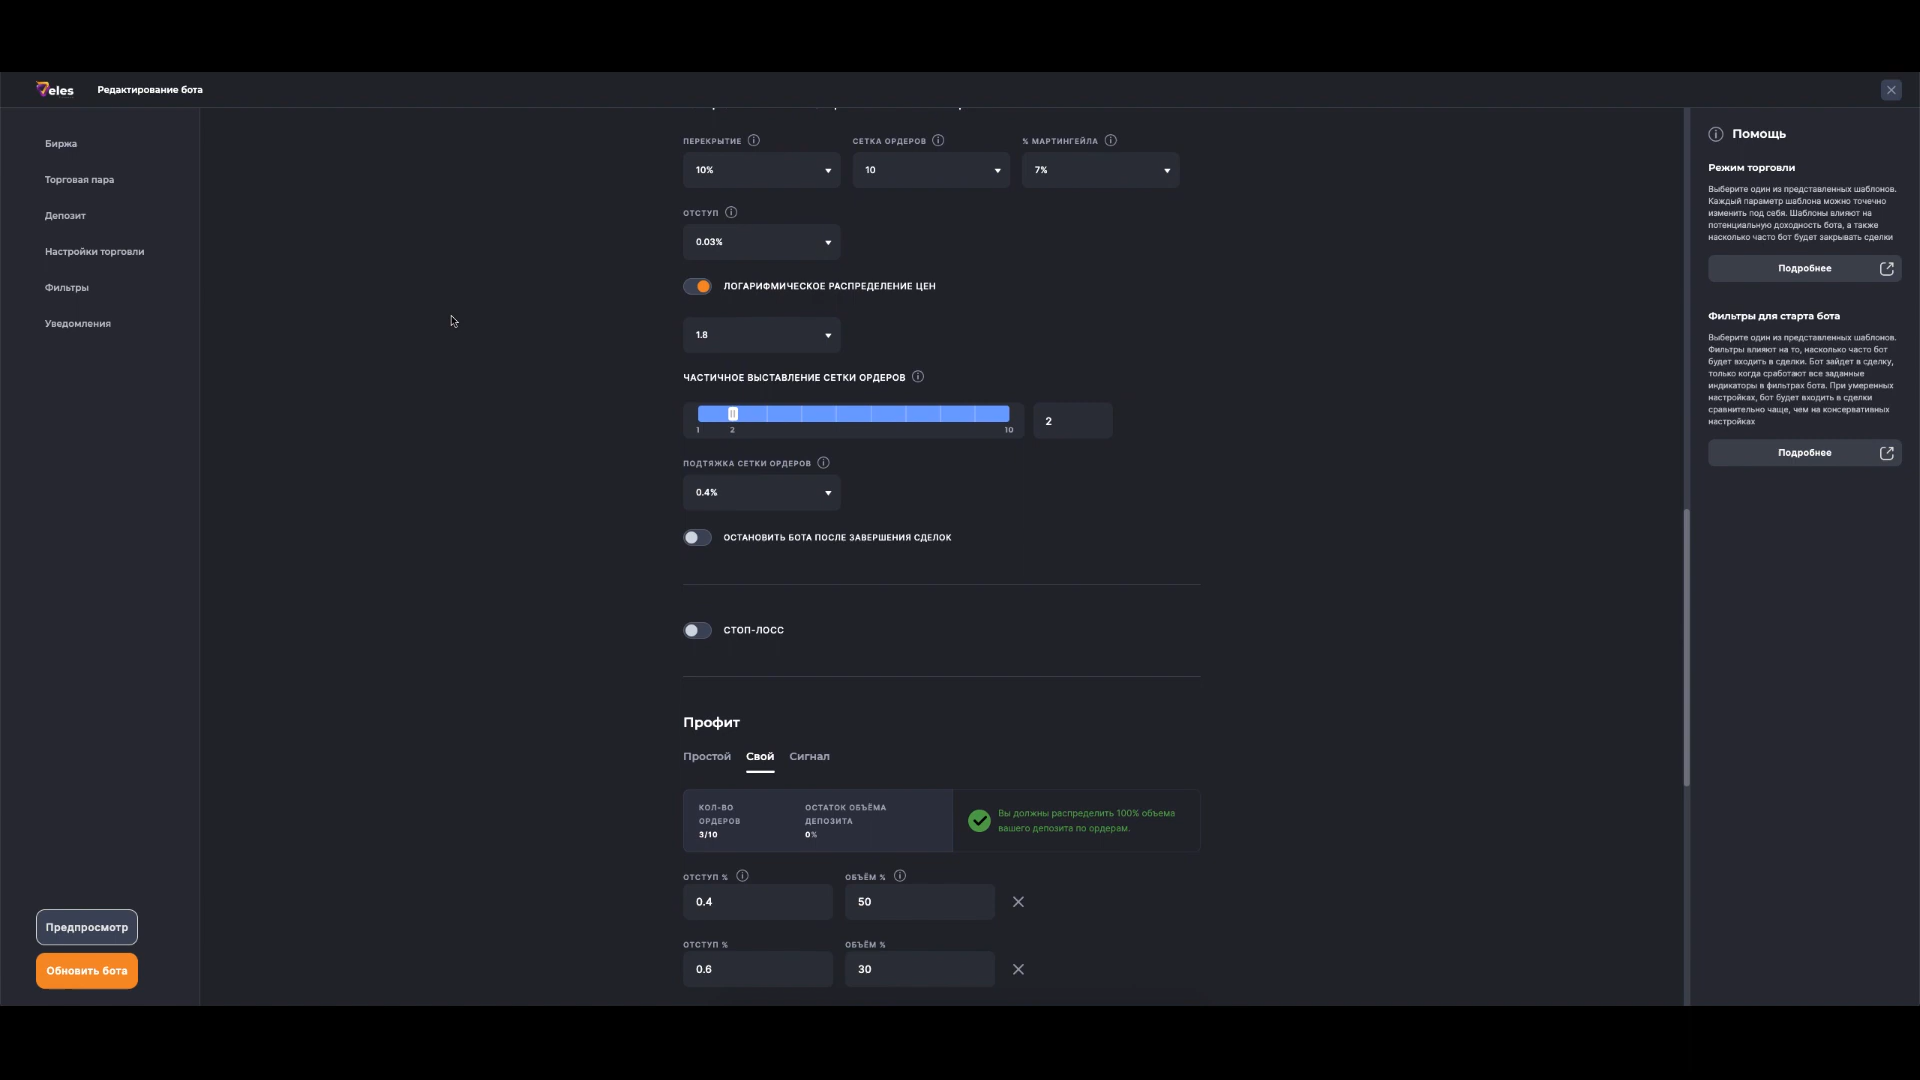 Veles
Редактирование бота
Биржа
Торговая пара
Депозит
Настройки торговли
Фильтры
Уведомления
Предпросмотр
Обновить бота
ПЕРЕКРЫТИЕ
СЕТКА ОРДЕРОВ
% МАРТИНГЕЙЛА
10%
10
7%
ОТСТУП
0.03%
ЛОГАРИФМИЧЕСКОЕ РАСПРЕДЕЛЕНИЕ ЦЕН
1.8
ЧАСТИЧНОЕ ВЫСТАВЛЕНИЕ СЕТКИ ОРДЕРОВ
1
2
10
2
ПОДТЯЖКА СЕТКИ ОРДЕРОВ
0.4%
ОСТАНОВИТЬ БОТА ПОСЛЕ ЗАВЕРШЕНИЯ СДЕЛОК
СТОП-ЛОСС
Профит
Простой
Свой
Сигнал
КОЛ-ВО
ОРДЕРОВ
3/10
ОСТАТОК ОБЪЁМА
ДЕПОЗИТА
0%
Вы должны распределить 100% объема
вашего депозита по ордерам.
ОТСТУП %
ОБЪЁМ %
0.4
50
ОТСТУП %
ОБЪЁМ %
0.6
30
Помощь
Режим торговли
Выберите один из представленных шаблонов.
Каждый параметр шаблона можно точечно
изменить под себя. Шаблоны влияют на
потенциальную доходность бота, а также
насколько часто бот будет закрывать сделки
Подробнее
Фильтры для старта бота
Выберите один из представленных шаблонов.
Фильтры влияют на то, насколько часто бот
будет входить в сделки. Бот зайдет в сделку,
только когда сработают все заданные
индикаторы в фильтрах бота. При умеренных
настройках, бот будет входить в сделки
сравнительно чаще, чем на консервативных
настройках
Подробнее